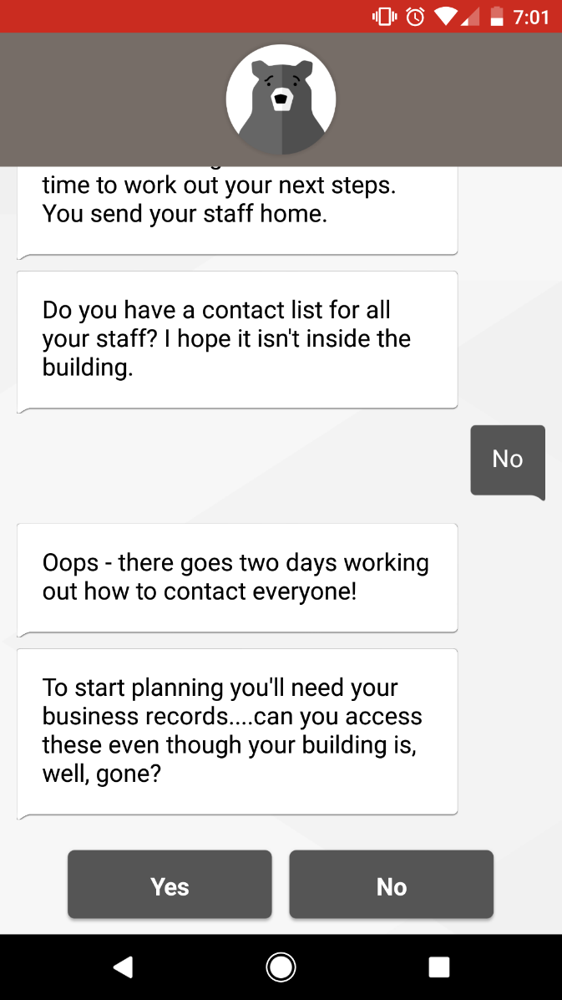 7:01
time to work out your next steps.
You send your staff home.
Do you have a contact list for all
your staff? I hope it isn't inside the
building.
No
Oops - there goes two days working
out how to contact everyone!
To start planning you'll need your
business records....can you access
these even though your building is,
well, gone?
Yes
No